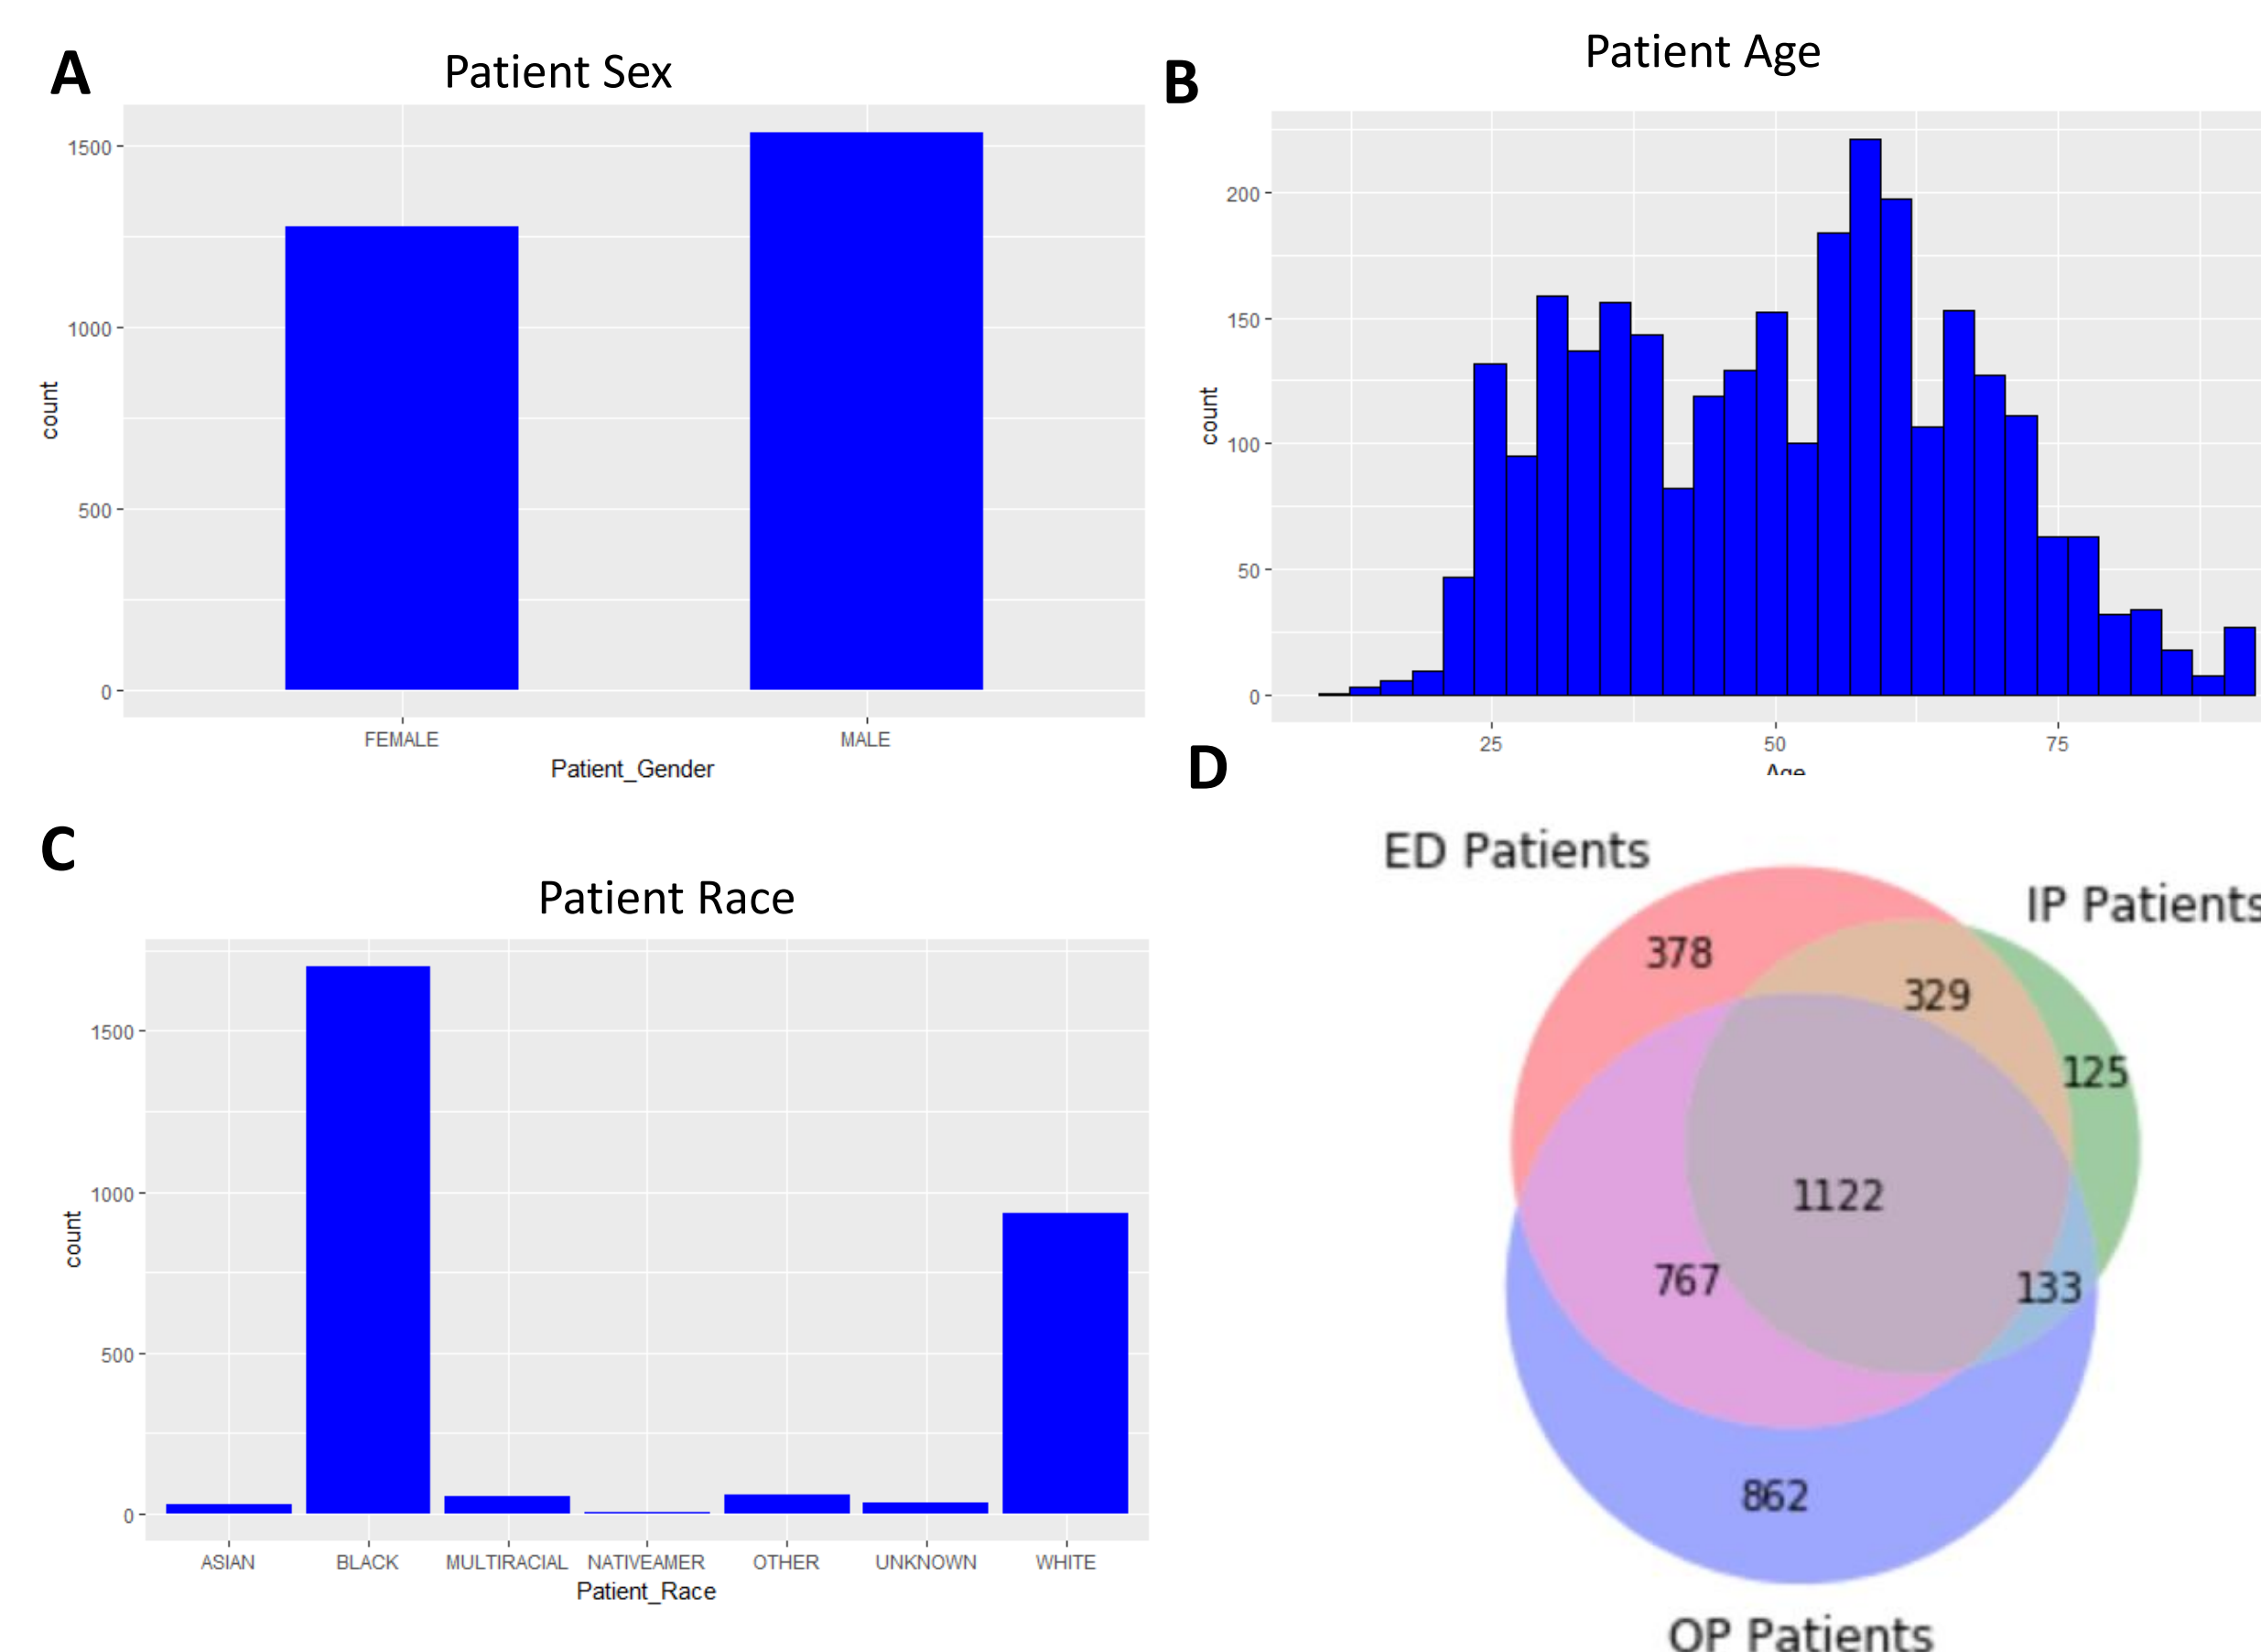 A
Patient Sex
1500
1000
500
0
count
FEMALE MALE
Patient_Gender
B
Patient Age
200
150
100
50
0
count
25 50 75
Age
C
Patient Race
1500
1000
500
0
count
ASIAN BLACK MULTIRACIAL NATIVEAMER OTHER UNKNOWN WHITE
Patient_Race
D
ED Patients
IP Patients
378
329
125
1122
767
133
862
OP Patients